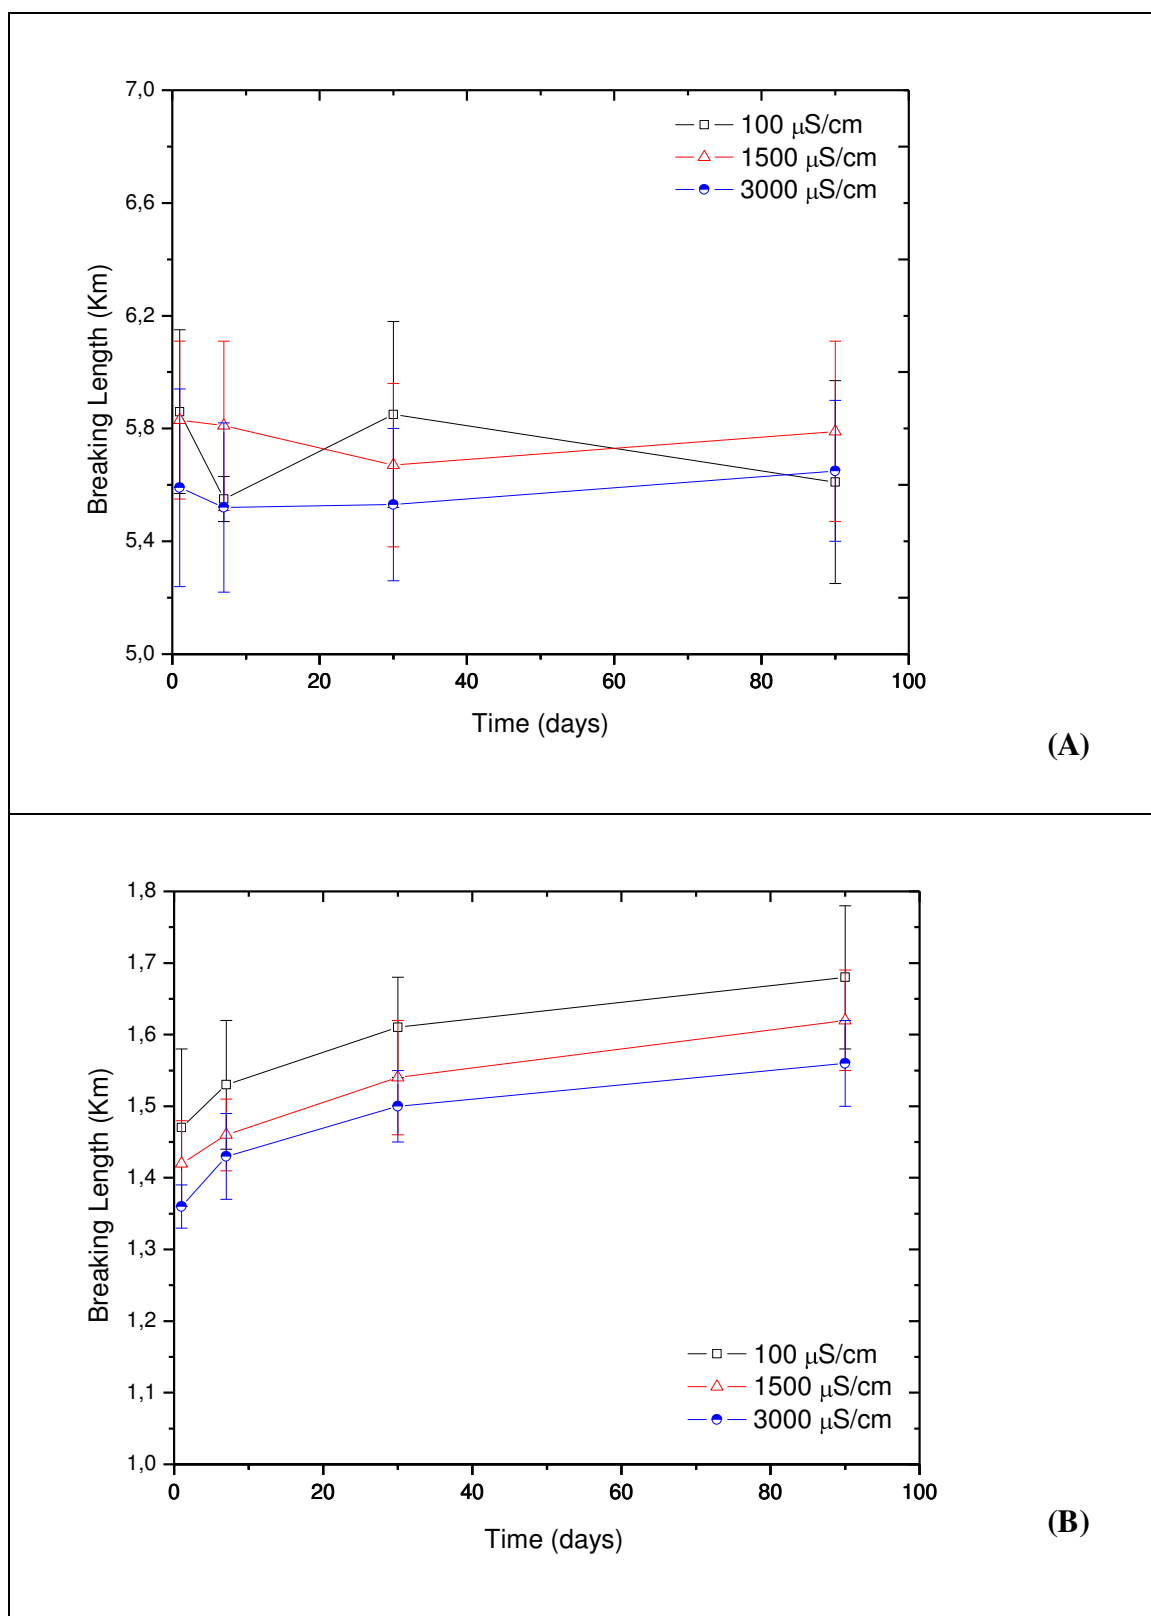 7,0
6,6
6,2
5,8
5,4
5,0
Breaking Length (Km)
100 μS/cm
1500 μS/cm
3000 μS/cm
0 20 40 60 80 100
Time (days)
(A)
1,8
1,7
1,6
1,5
1,4
1,3
1,2
1,1
1,0
Breaking Length (Km)
100 μS/cm
1500 μS/cm
3000 μS/cm
0 20 40 60 80 100
Time (days)
(B)